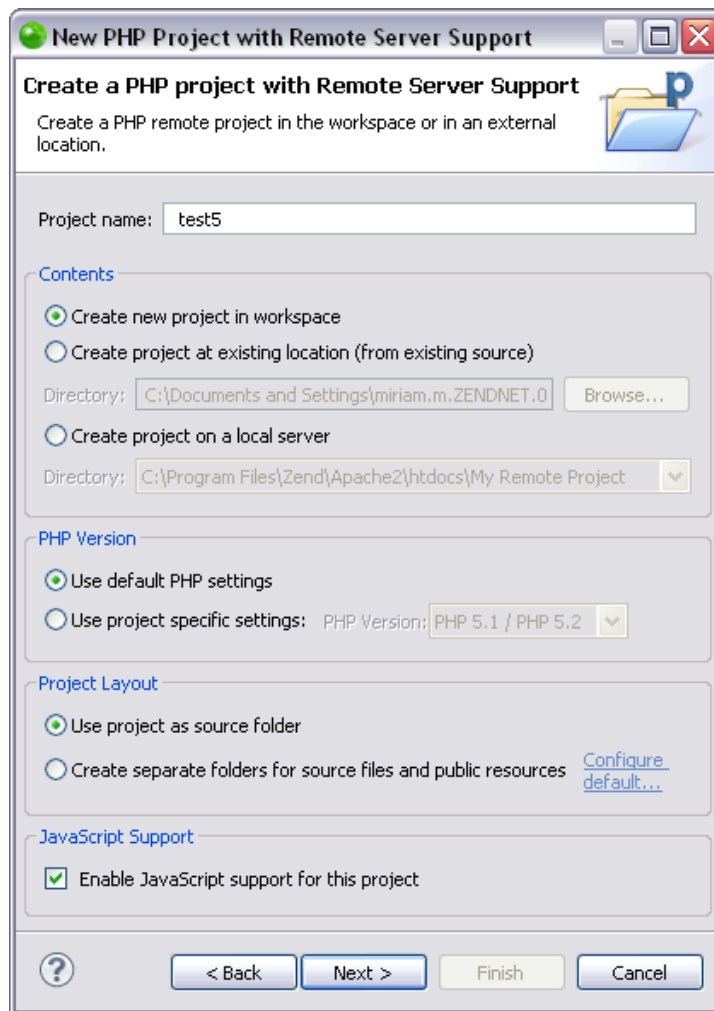 New PHP Project with Remote Server Support
Create a PHP project with Remote Server Support
Create a PHP remote project in the workspace or in an external
location.
p
Project name: test5
Contents
Create new project in workspace
Create project at existing location (from existing source)
Directory: C:\Documents and Settings\miriam.m.ZENDNET.0 Browse...
Create project on a local server
Directory: C:\Program Files\Zend\Apache2\htdocs\My Remote Project
PHP Version
Use default PHP settings
Use project specific settings: PHP Version: PHP 5.1 / PHP 5.2
Project Layout
Use project as source folder
Create separate folders for source files and public resources Configure
default...
JavaScript Support
Enable JavaScript support for this project
? < Back Next > Finish Cancel